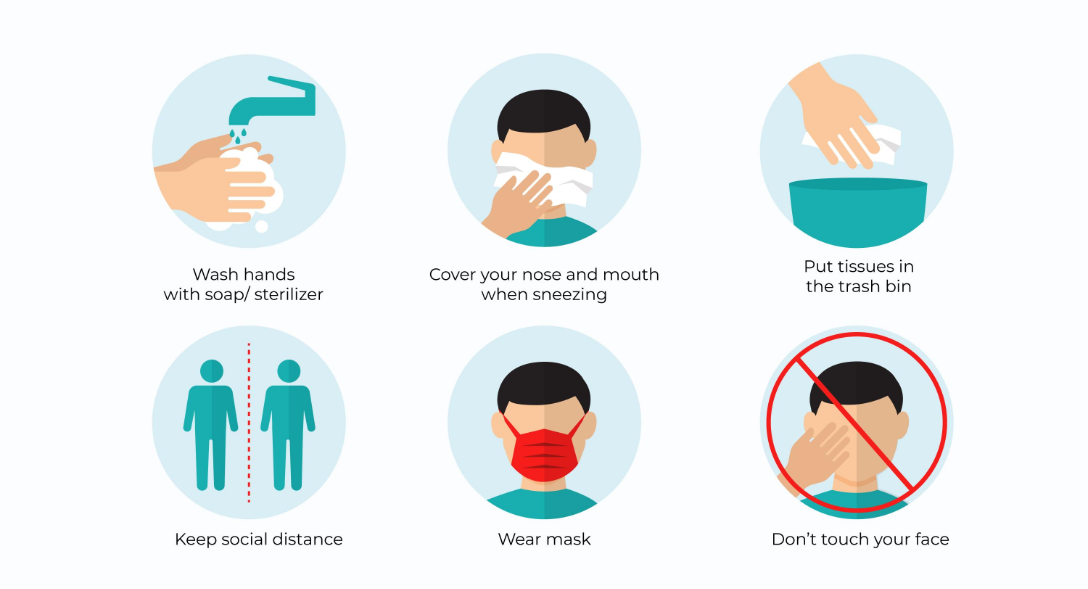 Wash hands
with soap/ sterilizer
Cover your nose and mouth
when sneezing
Put tissues in
the trash bin
Keep social distance
Wear mask
Don’t touch your face